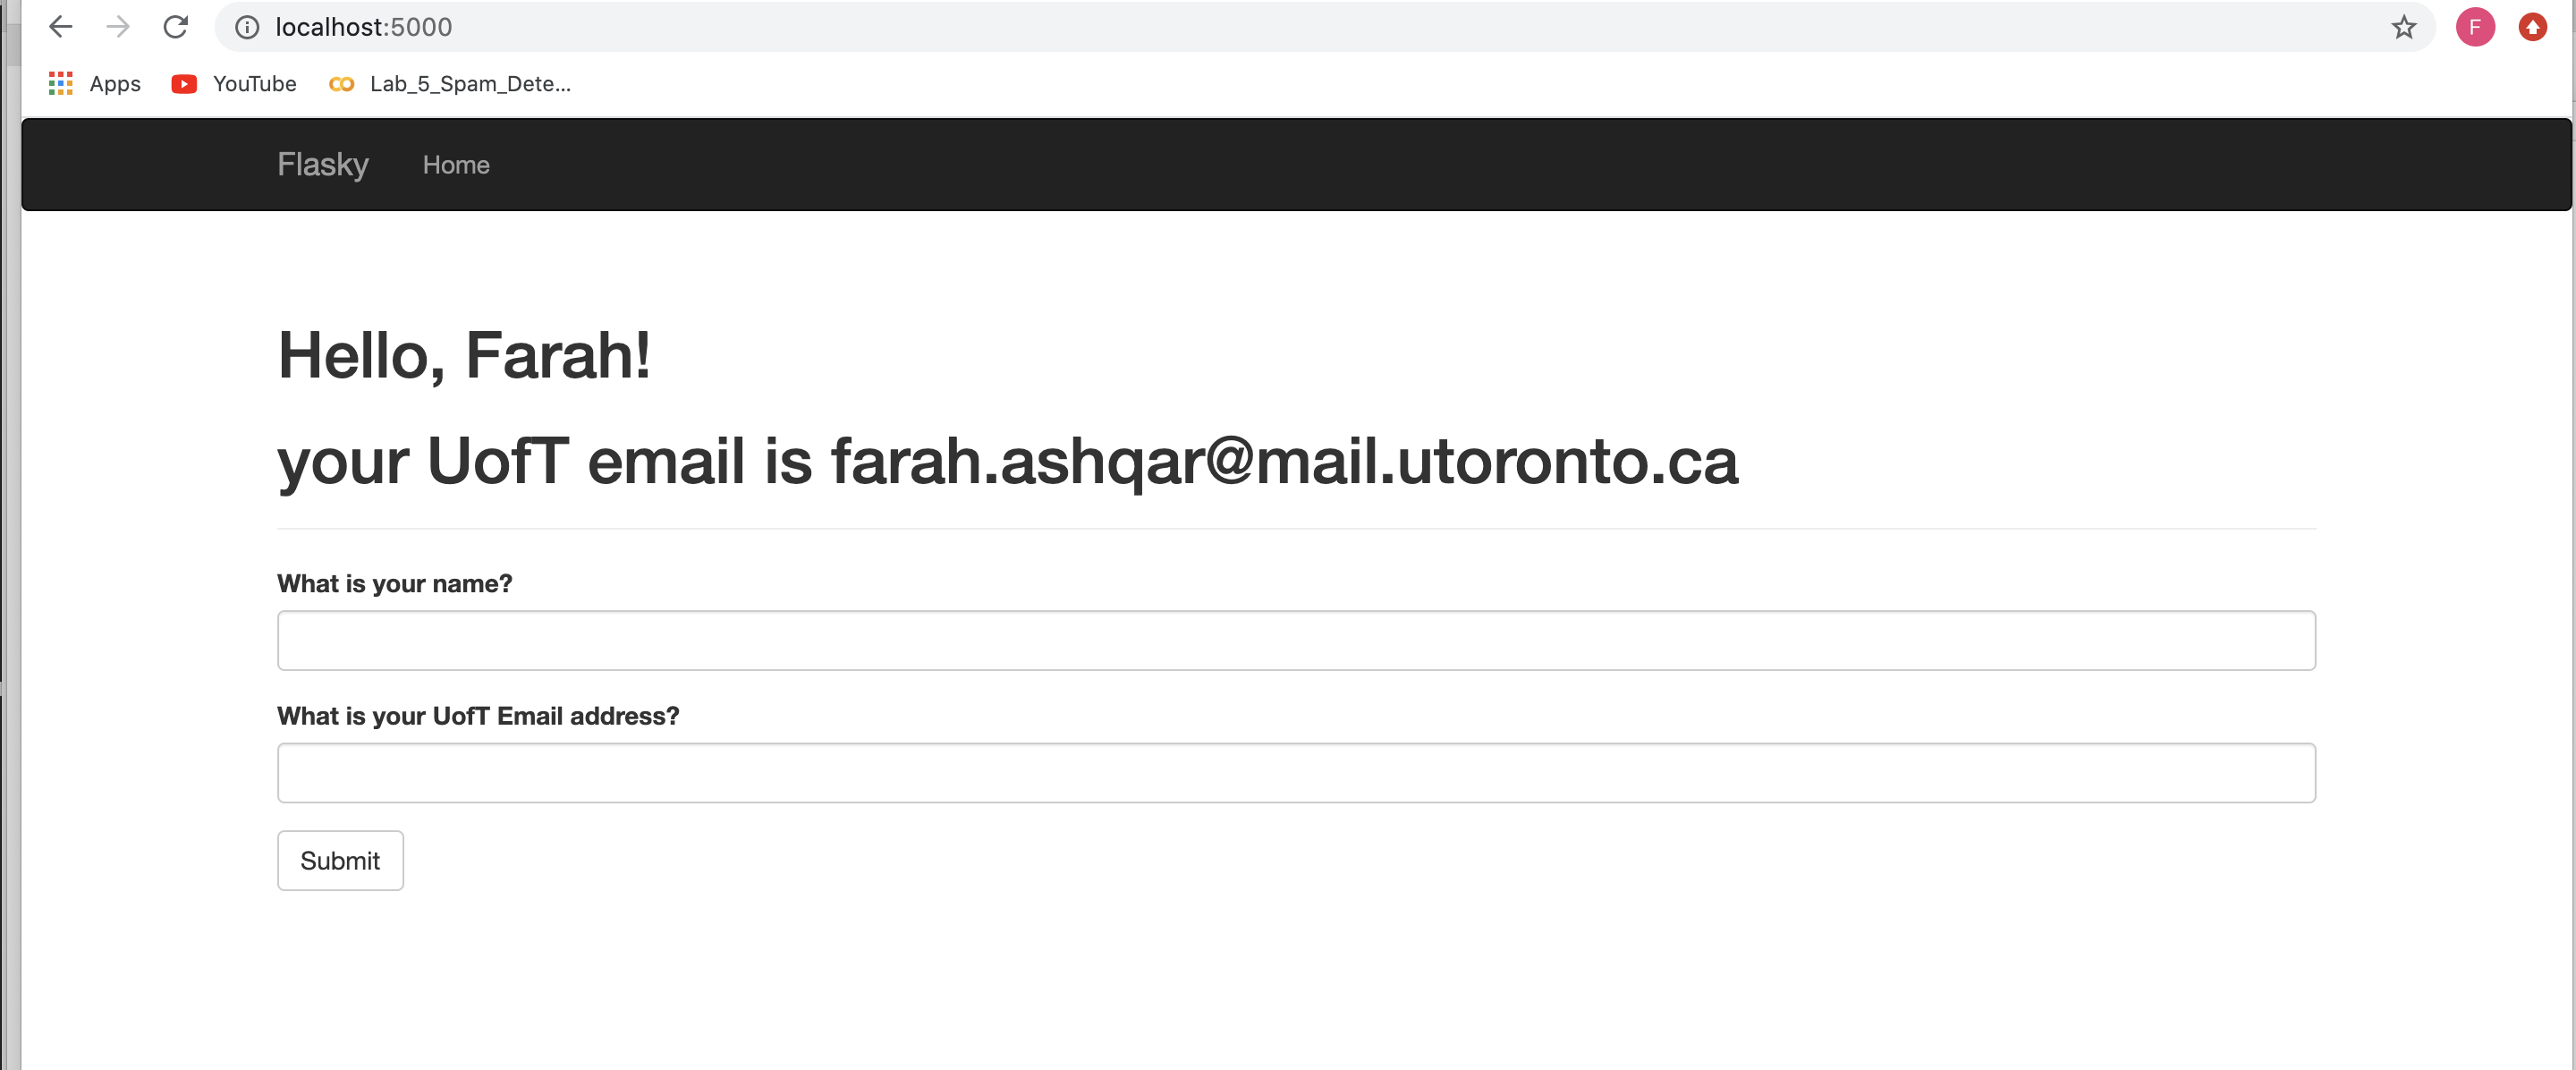 localhost:5000
F
Apps YouTube Lab_5_Spam_Dete...
Flasky Home
Hello, Farah!
your UofT email is farah.ashqar@mail.utoronto.ca
What is your name?
What is your UofT Email address?
Submit